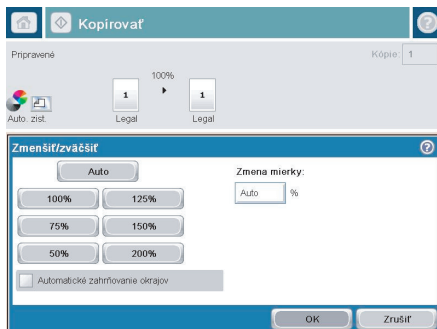 Kopírovať
Pripravené
Kópie: 1
100%
1 1
Auto. zist. Legal Legal
Zmenšiť/zväčšiť
Auto
Zmena mierky:
100% 125%
Auto %
75% 150%
50% 200%
Automatické zahrňovanie okrajov
OK Zrušiť